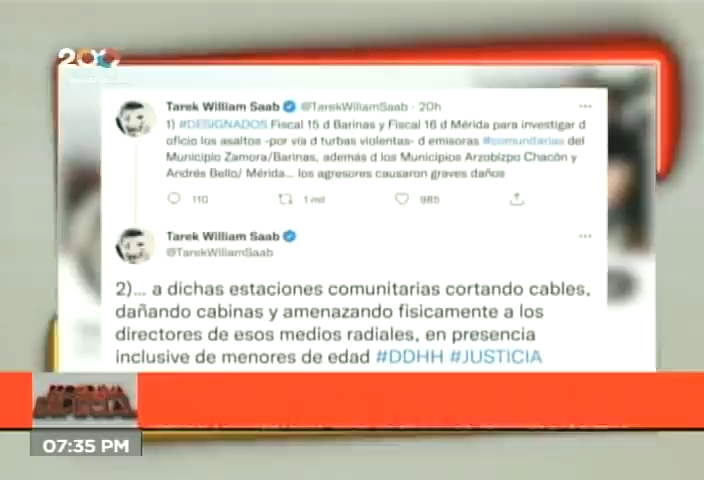 200
Tarek William Saab @TarekWiliamSaab · 20h
1) #DESIGNADOS Fiscal 15 d Barinas y Fiscal 16 d Mérida para investigar d
oficio los asaltos -por vía d turbas violentas- d emisoras #comunitarias del
Municipio Zamora/Barinas, además d los Municipios Arzobizpo Chacón y
Andrés Bello/ Mérida... los agresores causaron graves daños
110 1 mil 985
Tarek William Saab
@TarekWiliamSaab
2)... a dichas estaciones comunitarias cortando cables,
dañando cabinas y amenazando fisicamente a los
directores de esos medios radiales, en presencia
inclusive de menores de edad #DDHH #JUSTICIA
07:35 PM